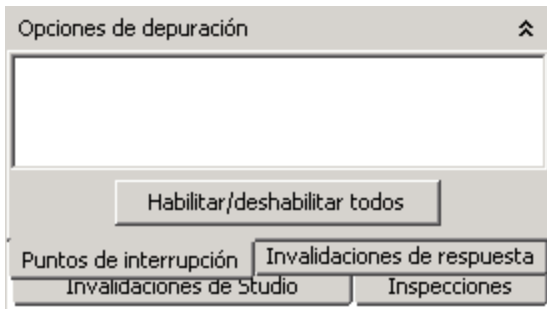 Opciones de depuración
Habilitar/deshabilitar todos
Puntos de interrupción Invalidaciones de respuesta
Invalidaciones de Studio Inspecciones